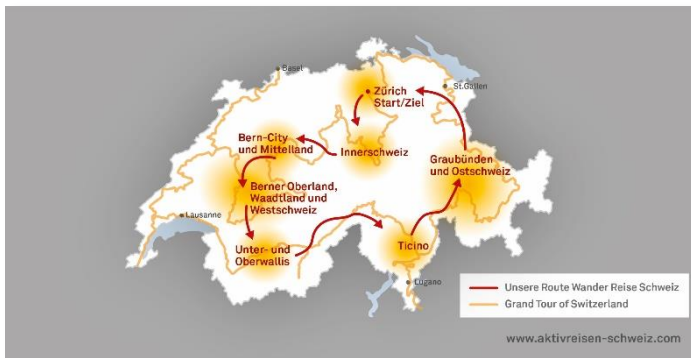 Basel
Zürich
Start/Ziel
St.Gallen
Bern-City
und Mittelland
Innerschweiz
Graubünden
und Ostschweiz
Berner Oberland,
Waadtland und
Westschweiz
Lausanne
Unter- und
Oberwallis
Ticino
Lugano
Unsere Route Wander Reise Schweiz
Grand Tour of Switzerland
www.aktivreisen-schweiz.com